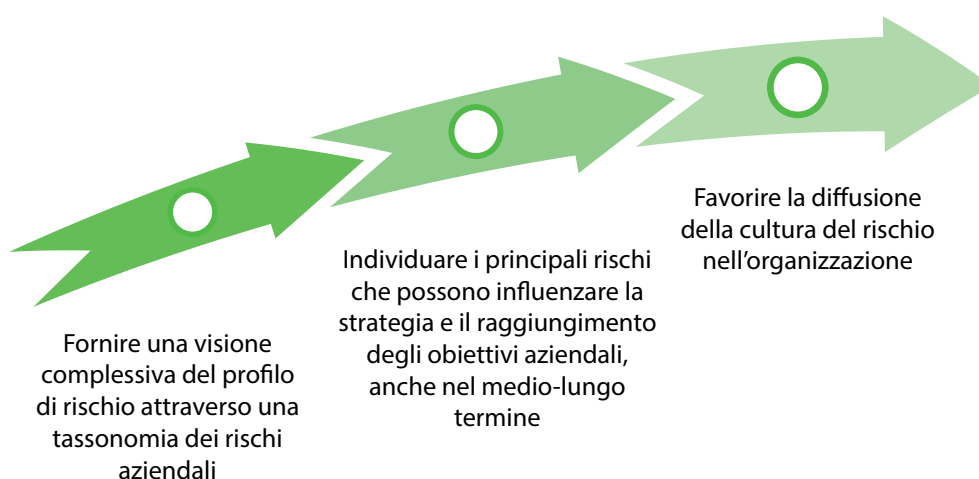 Fornire una visione
complessiva del profilo
di rischio attraverso una
tassonomia dei rischi
aziendali
Individuare i principali rischi
che possono influenzare la
strategia e il raggiungimento
degli obiettivi aziendali,
anche nel medio-lungo
termine
Favorire la diffusione
della cultura del rischio
nell'organizzazione